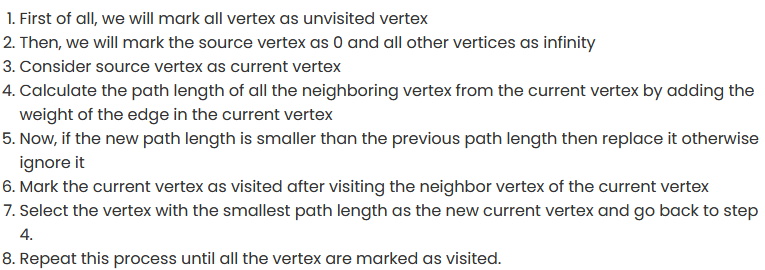 1. First of all, we will mark all vertex as unvisited vertex
2. Then, we will mark the source vertex as 0 and all other vertices as infinity
3. Consider source vertex as current vertex
4. Calculate the path length of all the neighboring vertex from the current vertex by adding the
weight of the edge in the current vertex
5. Now, if the new path length is smaller than the previous path length then replace it otherwise
ignore it
6. Mark the current vertex as visited after visiting the neighbor vertex of the current vertex
7. Select the vertex with the smallest path length as the new current vertex and go back to step
4.
8. Repeat this process until all the vertex are marked as visited.